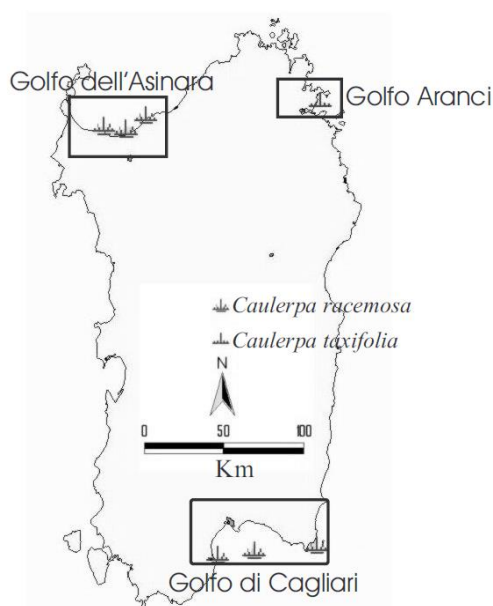 Golfo dell'Asinara
Golfo Aranci
Caulerpa racemosa
Caulerpa taxifolia
N
0 50 100
Km
Golfo di Cagliari